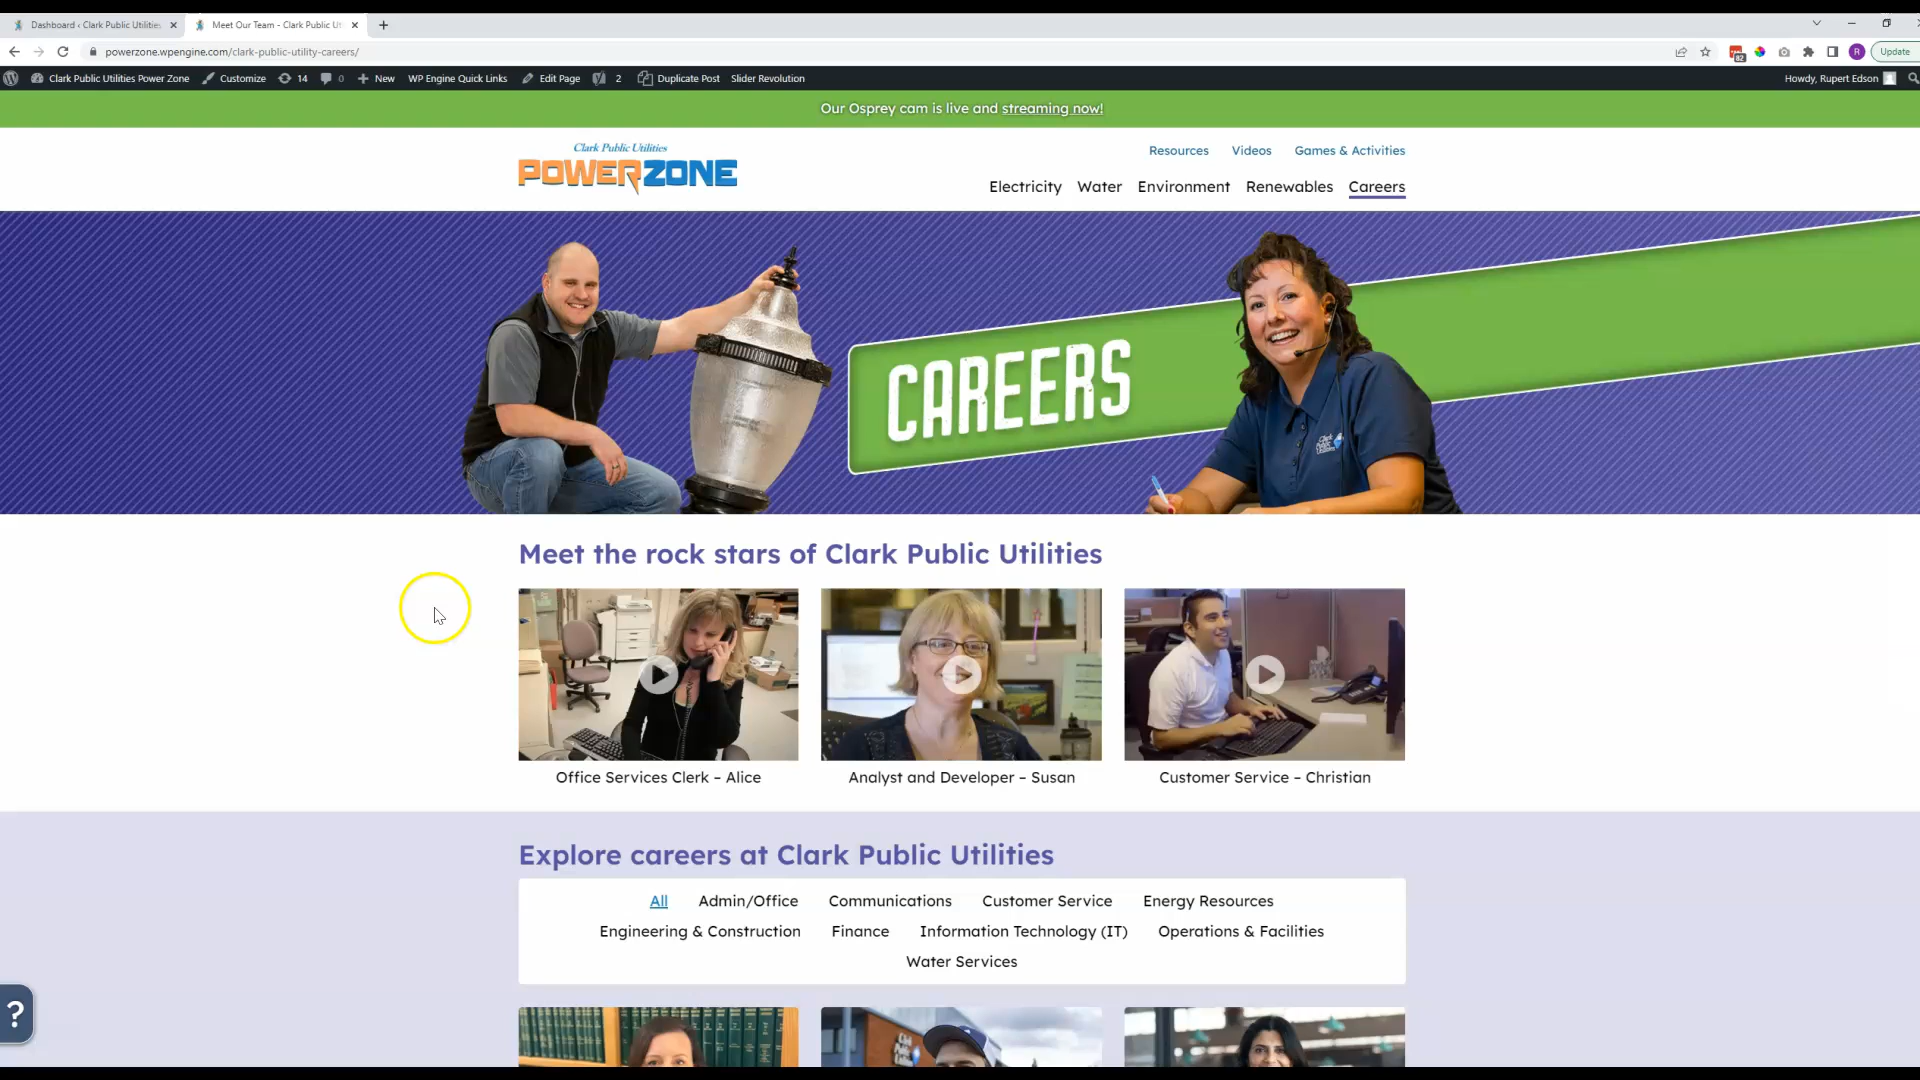 Dashboard ‹ Clark Public Utilities
Meet Our Team - Clark Public Ut
powerzone.wpengine.com/clark-public-utility-careers/
82
R
Update
Clark Public Utilities Power Zone
Customize
14
0
New
WP Engine Quick Links
Edit Page
2
Duplicate Post
Slider Revolution
Howdy, Rupert Edson
Our Osprey cam is live and streaming now!
Clark Public Utilities
POWERZONE
Resources
Videos
Games & Activities
Electricity
Water
Environment
Renewables
Careers
CAREERS
Clark Public Utilities
Meet the rock stars of Clark Public Utilities
Office Services Clerk – Alice
Analyst and Developer – Susan
Customer Service – Christian
Explore careers at Clark Public Utilities
All
Admin/Office
Communications
Customer Service
Energy Resources
Engineering & Construction
Finance
Information Technology (IT)
Operations & Facilities
Water Services
?